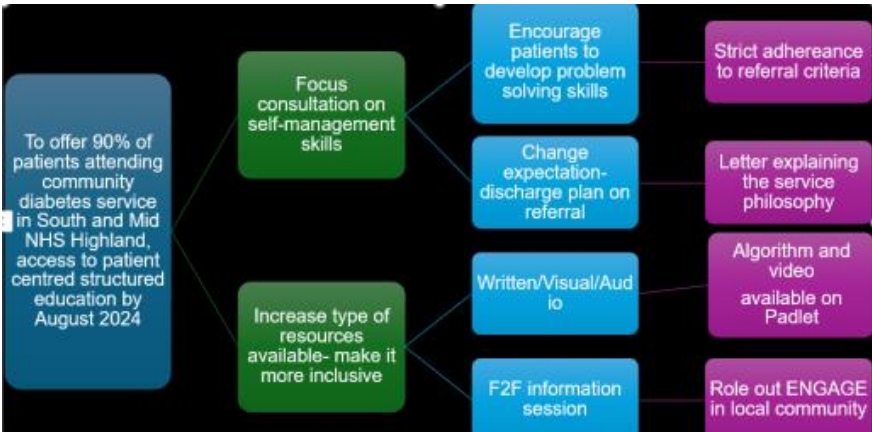 To offer 90% of
patients attending
community
diabetes service
in South and Mid
NHS Highland,
access to patient
centred structured
education by
August 2024
Focus
consultation on
self-management
skills
Increase type of
resources
available- make it
more inclusive
Encourage
patients to
develop problem
solving skills
Change
expectation-
discharge plan on
referral
Written/Visual/Aud
io
F2F information
session
Strict adhereance
to referral criteria
Letter explaining
the service
philosophy
Algorithm and
video
available on
Padlet
Role out ENGAGE
in local community